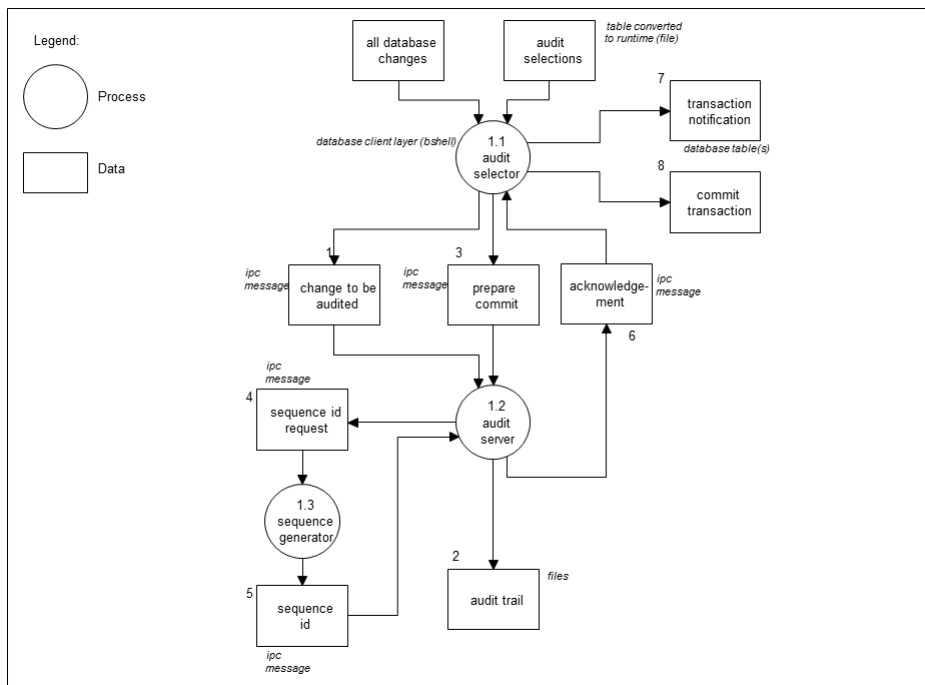 Legend:
Process
Data
all database
changes
audit
selections
table converted
to runtime (file)
7
transaction
notification
database table(s)
database client layer (bshell)
1.1
audit
selector
8
commit
transaction
1
ipc
message
change to be
audited
3
ipc
message
prepare
commit
acknowledge-
ment
ipc
message
6
ipc
message
4
sequence id
request
1.2
audit
server
1.3
sequence
generator
2
files
audit trail
5
sequence
id
ipc
message